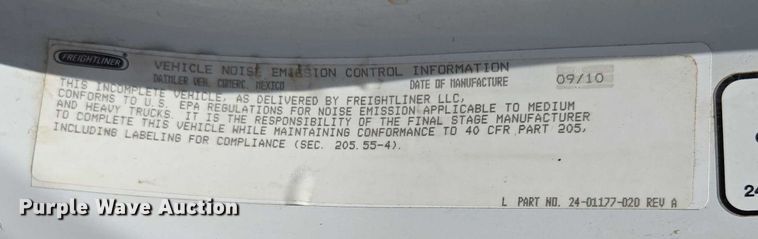 FREIGHTLINER
VEHICLE NOISE EMISSION CONTROL INFORMATION
DAIMLER VEH. COMERC. MEXICO DATE OF MANUFACTURE 09/10
THIS INCOMPLETE VEHICLE, AS DELIVERED BY FREIGHTLINER LLC,
CONFORMS TO U.S. EPA REGULATIONS FOR NOISE EMISSION APPLICABLE TO MEDIUM
AND HEAVY TRUCKS. IT IS THE RESPONSIBILITY OF THE FINAL STAGE MANUFACTURER
TO COMPLETE THIS VEHICLE WHILE MAINTAINING CONFORMANCE TO 40 CFR PART 205,
INCLUDING LABELING FOR COMPLIANCE (SEC. 205.55-4).
L PART NO. 24-01177-020 REV A
24
Purple Wave Auction
Purple Wave Auction